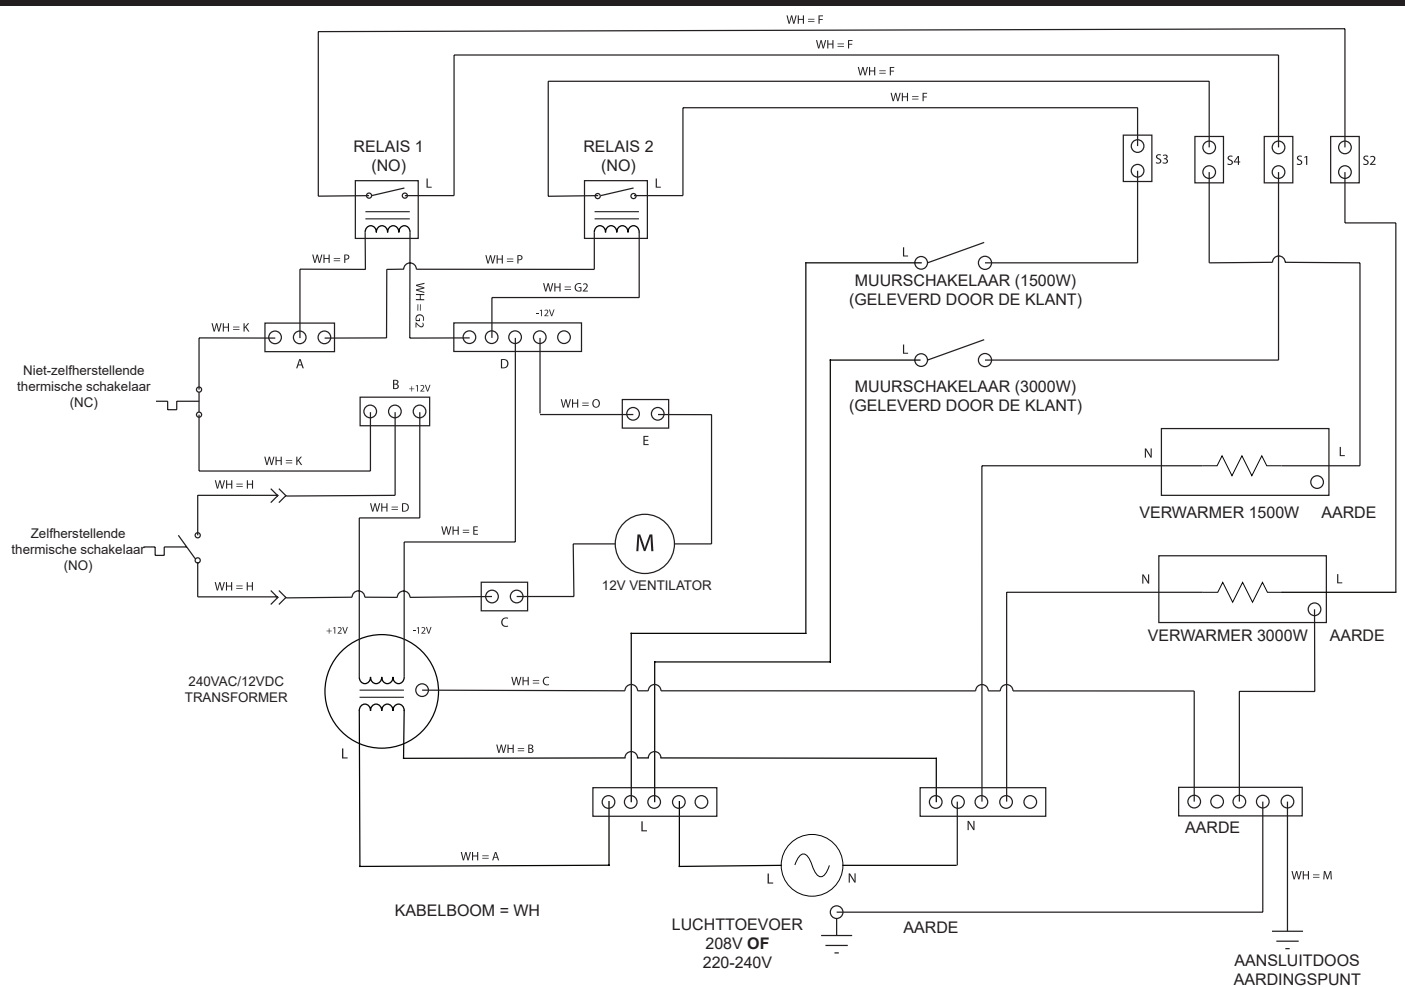 WH = F
WH = F
WH = F
WH = F
RELAIS 1
(NO)
L
RELAIS 2
(NO)
L
S3
S4
S1
S2
WH = P
WH = P
WH = G2
WH = G2
-12V
L
MUURSCHAKELAAR (1500W)
(GELEVERD DOOR DE KLANT)
WH = K
A
D
L
MUURSCHAKELAAR (3000W)
(GELEVERD DOOR DE KLANT)
Niet-zelfherstellende
thermische schakelaar
(NC)
B
+12V
WH = O
E
WH = K
N
L
WH = H
WH = D
VERWARMER 1500W
AARDE
WH = E
Zelfherstellende
thermische schakelaar
(NO)
M
12V VENTILATOR
WH = H
C
N
L
VERWARMER 3000W
AARDE
+12V
-12V
240VAC/12VDC
TRANSFORMER
WH = C
L
WH = B
L
N
AARDE
WH = A
L
N
WH = M
KABELBOOM = WH
LUCHTTOEVOER
208V OF
220-240V
AARDE
AANSLUITDOOS
AARDINGSPUNT